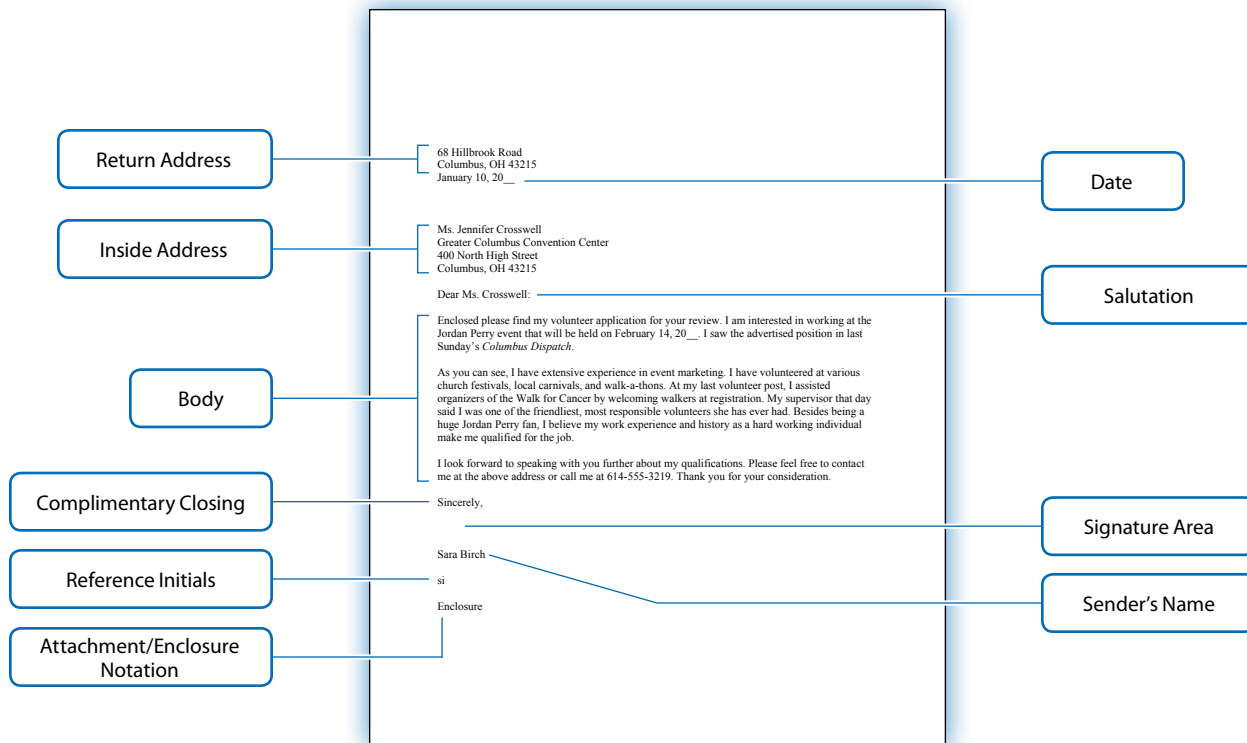 Return Address
68 Hillbrook Road
Columbus, OH 43215
January 10, 20__
Date
Inside Address
Ms. Jennifer Crosswell
Greater Columbus Convention Center
400 North High Street
Columbus, OH 43215
Dear Ms. Crosswell:
Salutation
Body
Enclosed please find my volunteer application for your review. I am interested in working at the
Jordan Perry event that will be held on February 14, 20__. I saw the advertised position in last
Sunday’s Columbus Dispatch.
As you can see, I have extensive experience in event marketing. I have volunteered at various
church festivals, local carnivals, and walk-a-thons. At my last volunteer post, I assisted
organizers of the Walk for Cancer by welcoming walkers at registration. My supervisor that day
said I was one of the friendliest, most responsible volunteers she has ever had. Besides being a
huge Jordan Perry fan, I believe my work experience and history as a hard working individual
make me qualified for the job.
I look forward to speaking with you further about my qualifications. Please feel free to contact
me at the above address or call me at 614-555-3219. Thank you for your consideration.
Complimentary Closing
Sincerely,
Signature Area
Sara Birch
Sender’s Name
Reference Initials
si
Enclosure
Attachment/Enclosure
Notation